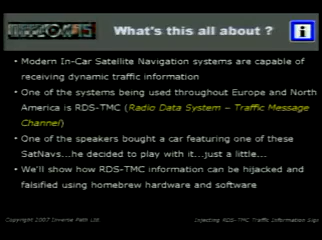 What's this all about ?
• Modern In-Car Satellite Navigation systems are capable of
receiving dynamic traffic information
• One of the systems being used throughout Europe and North
America is RDS-TMC (Radio Data System – Traffic Message
Channel)
• One of the speakers bought a car featuring one of these
SatNavs...he decided to play with it...just a little...
• We'll show how RDS-TMC information can be hijacked and
falsified using homebrew hardware and software
Copyright 2007 Inverse Path Ltd.
Injecting RDS-TMC Traffic Information Sig